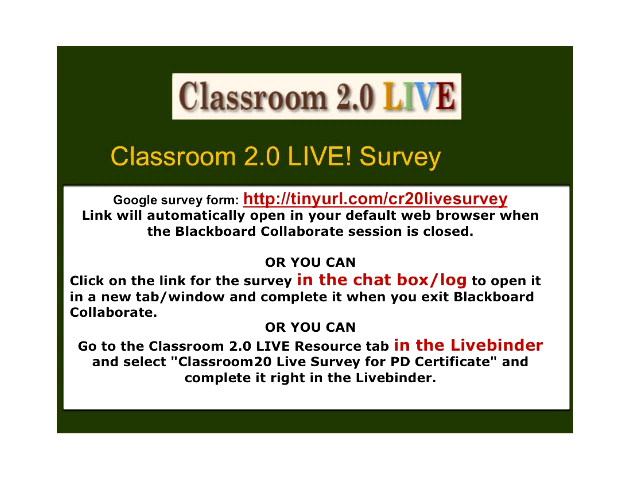 Classroom 2.0 LIVE
Classroom 2.0 LIVE! Survey
Google survey form: http://tinyurl.com/cr20livesurvey
Link will automatically open in your default web browser when
the Blackboard Collaborate session is closed.
OR YOU CAN
Click on the link for the survey in the chat box/log to open it
in a new tab/window and complete it when you exit Blackboard
Collaborate.
OR YOU CAN
Go to the Classroom 2.0 LIVE Resource tab in the Livebinder
and select "Classroom20 Live Survey for PD Certificate" and
complete it right in the Livebinder.